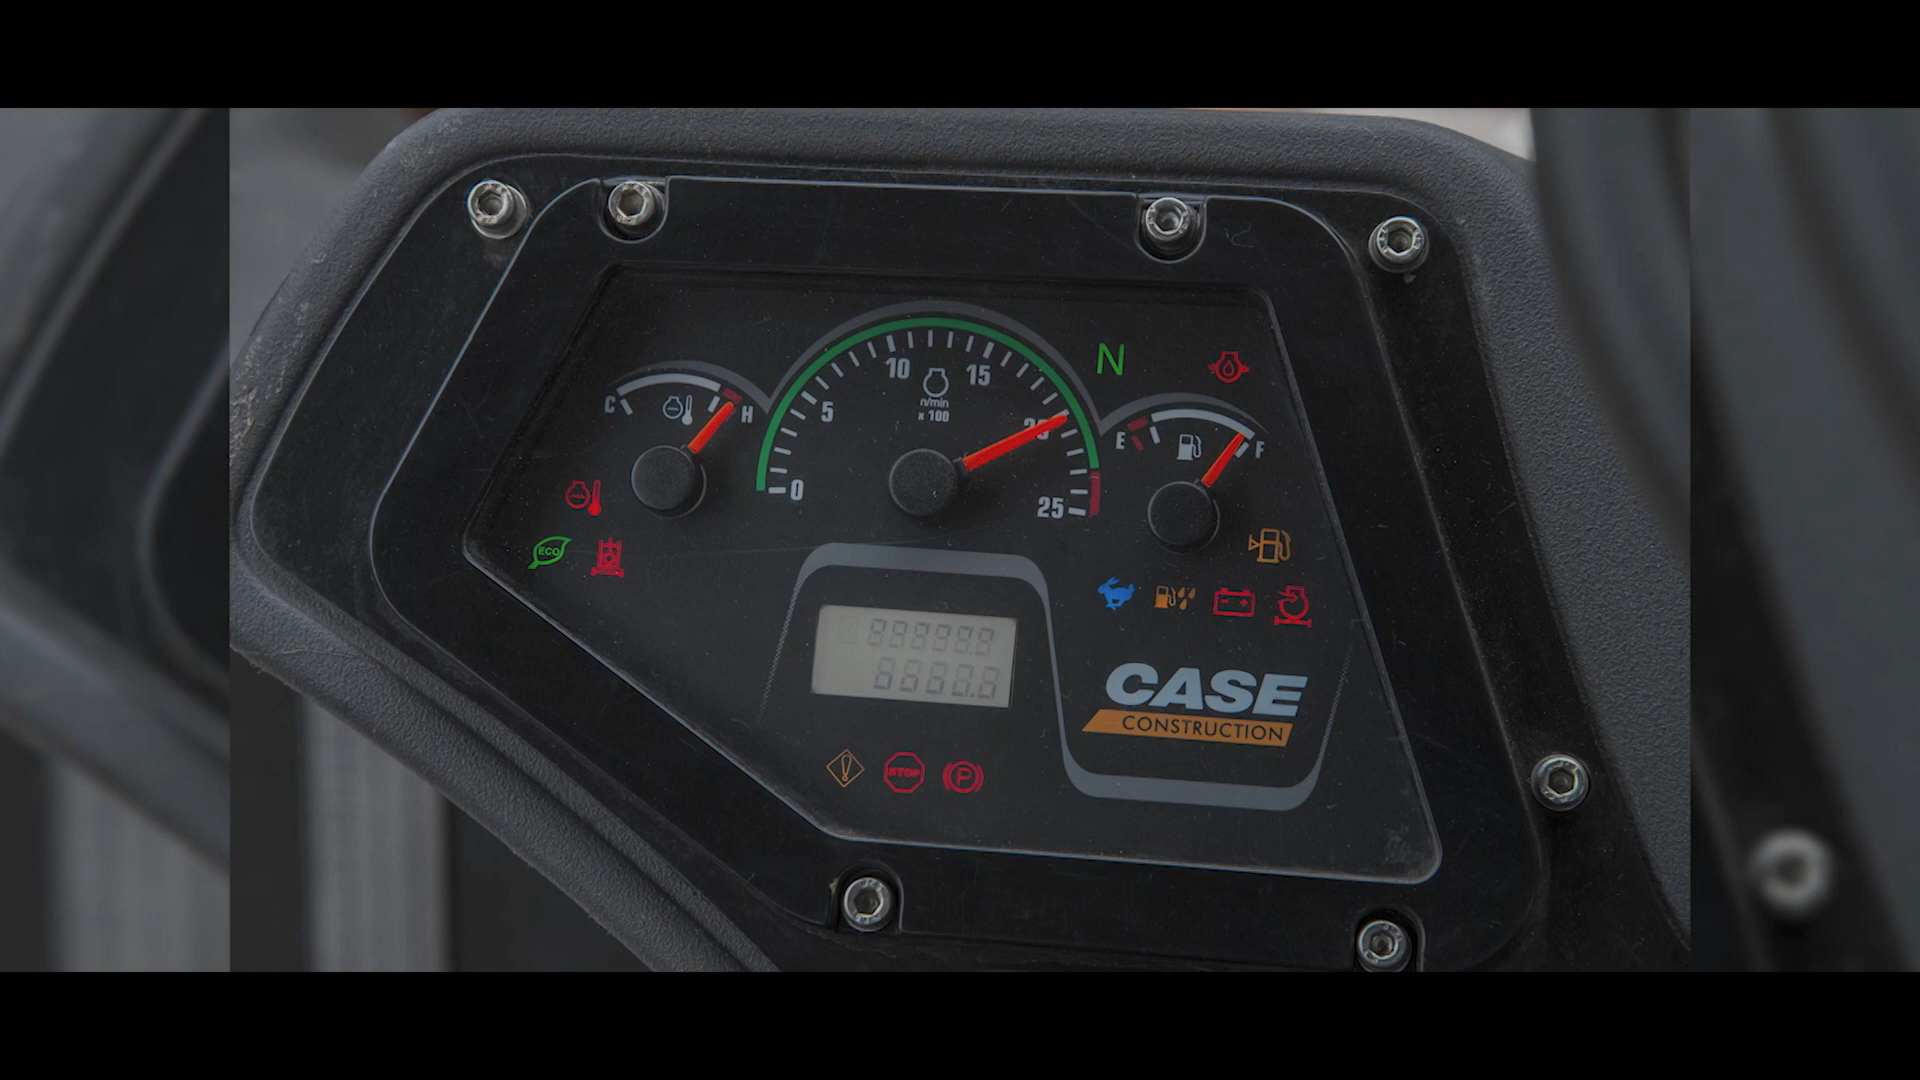 N
10
15
n/min
x 100
C
H
5
20
E
F
0
25
ECO
888888
8888.8
CASE
CONSTRUCTION
STOP
P